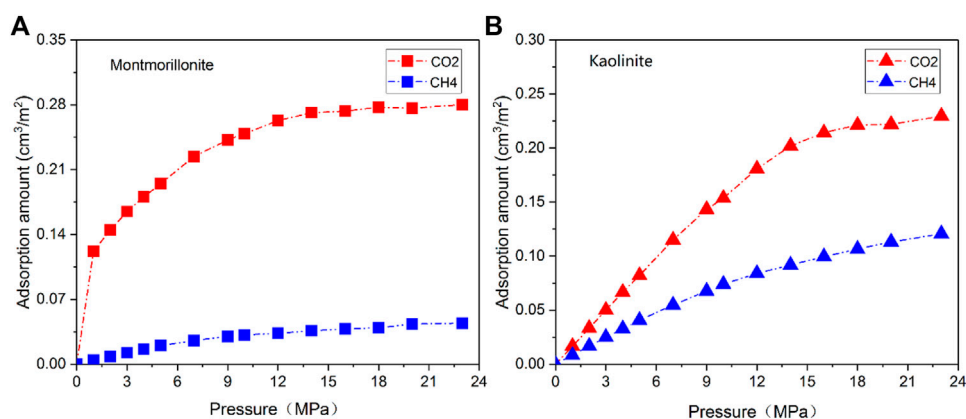 A
Montmorillonite
CO2
CH4
Adsorption amount (cm³/m²)
0.35
0.28
0.21
0.14
0.07
0.00
0 3 6 9 12 15 18 21 24
Pressure（MPa）
B
Kaolinite
CO2
CH4
Adsorption amount (cm³/m²)
0.30
0.25
0.20
0.15
0.10
0.05
0.00
0 3 6 9 12 15 18 21 24
Pressure（MPa）